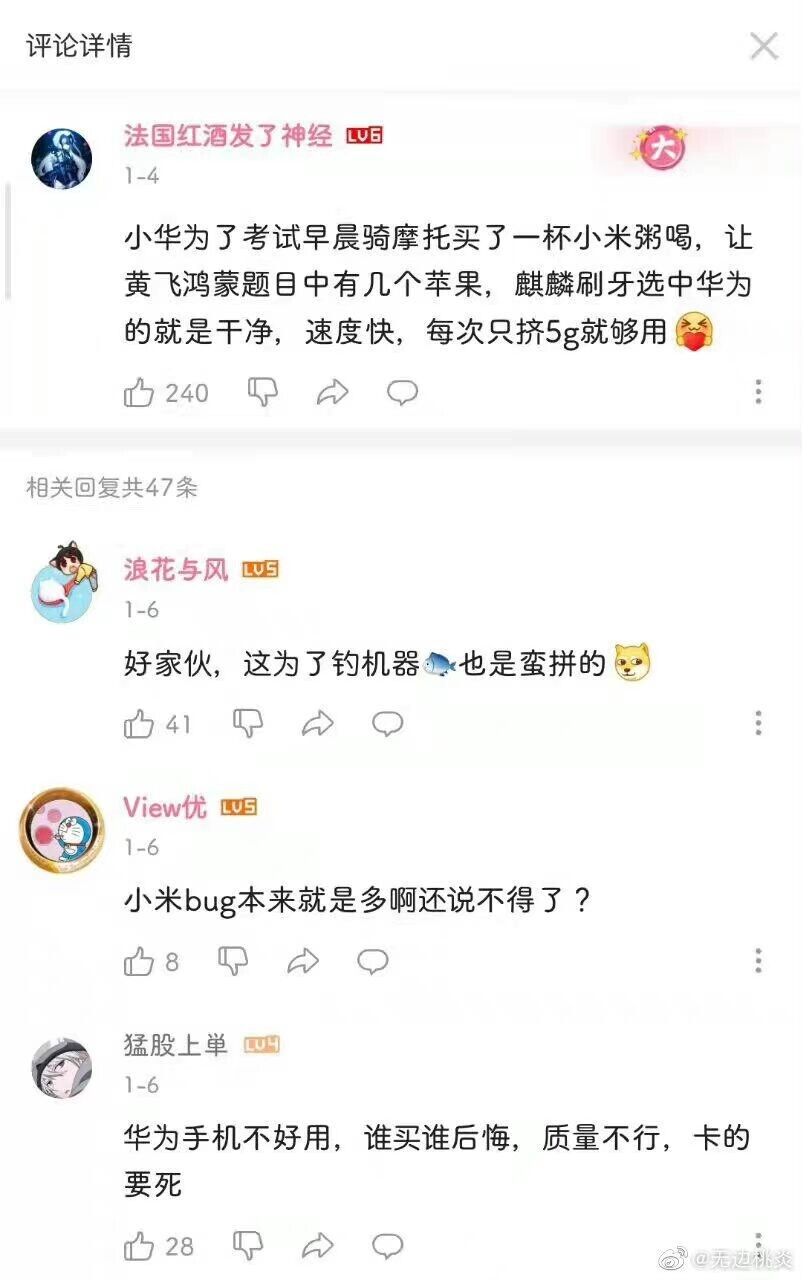 评论详情
法国红酒发了神经 LV6
大
1-4
小华为了考试早晨骑摩托买了一杯小米粥喝，让
黄飞鸿蒙题目中有几个苹果，麒麟刷牙选中华为
的就是干净，速度快，每次只挤5g就够用
240
相关回复共47条
浪花与风 LV5
1-6
好家伙，这为了钓机器🐟也是蛮拼的
41
View优 LV5
1-6
小米bug本来就是多啊还说不得了？
8
猛股上单 LV4
1-6
华为手机不好用，谁买谁后悔，质量不行，卡的
要死
28
@无边桃炎